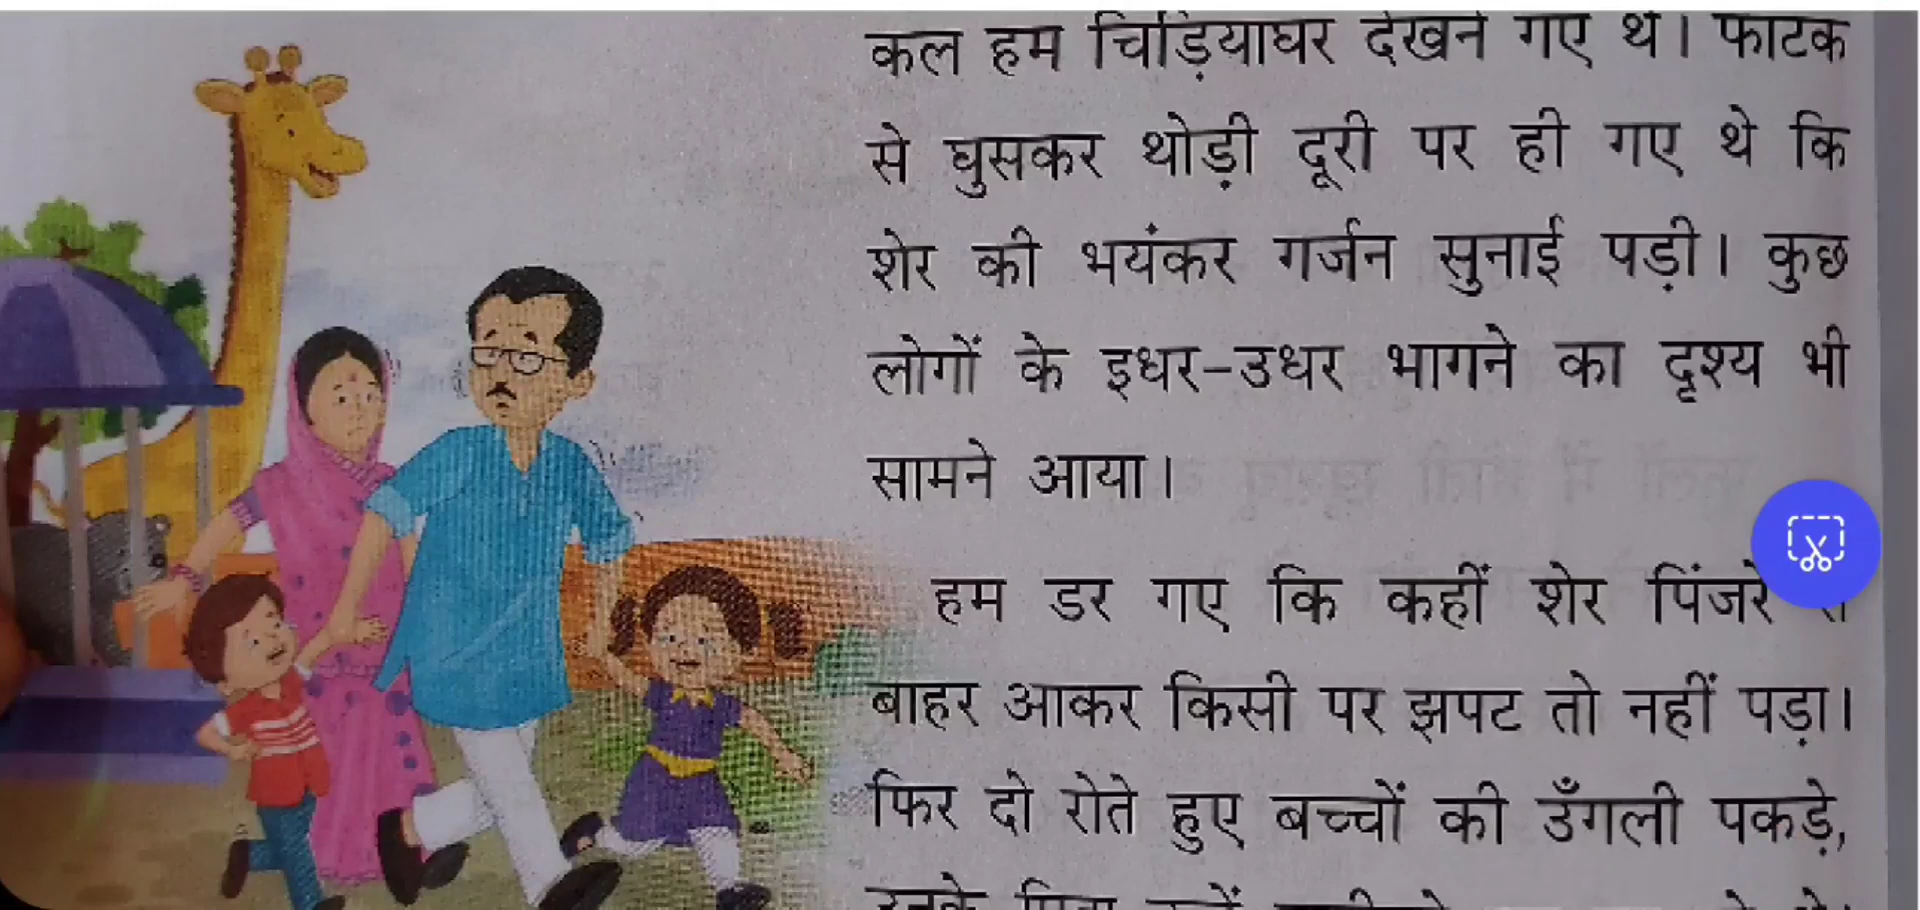 कल हम चिड़ियाघर देखने गए थे। फाटक
से घुसकर थोड़ी दूरी पर ही गए थे कि
शेर की भयंकर गर्जन सुनाई पड़ी। कुछ
लोगों के इधर-उधर भागने का दृश्य भी
सामने आया।
हम डर गए कि कहीं शेर पिंजरे
बाहर आकर किसी पर झपट तो नहीं पड़ा।
फिर दो रोते हुए बच्चों की उँगली पकड़े,